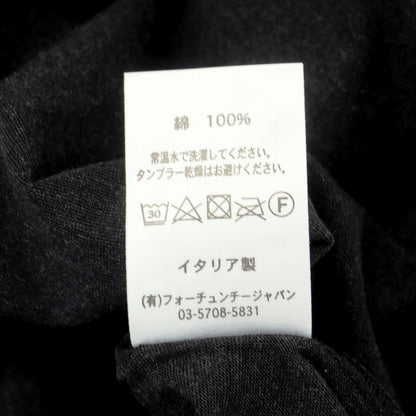 綿 100%
常温水で洗濯してください。
タンブラー乾燥はお避けください。
30 F
イタリア製
(有)フォーチュンチージャパン
03-5708-5831